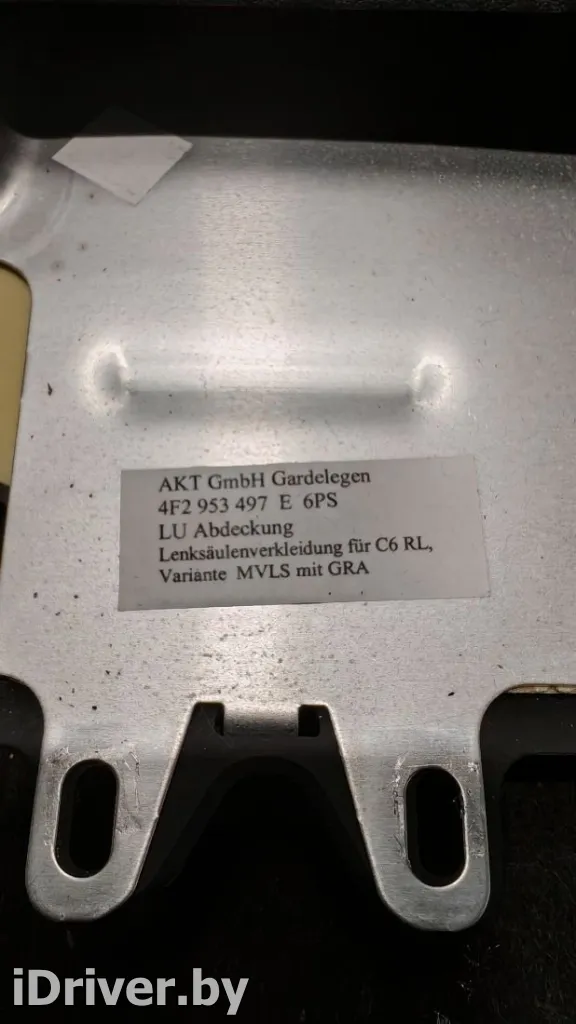 AKT GmbH Gardelegen
4F2 953 497 E 6PS
LU Abdeckung
Lenksäulenverkleidung für C6 RL,
Variante MVLS mit GRA
iDriver.by